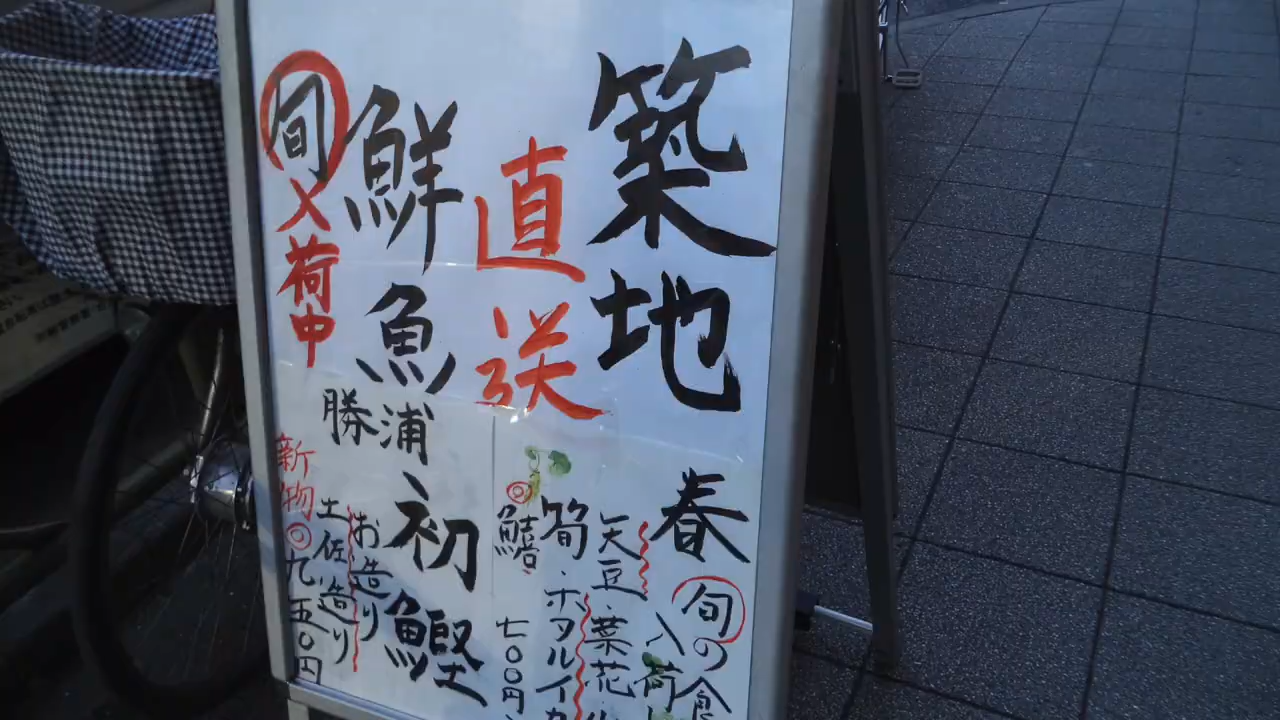 築地
直送
鮮魚
旬入荷中
春旬の食
入荷
天豆・菜花
筍・ホタルイカ
鱚
七〇〇円
勝浦初鰹
お造り
土佐造り
新物◎九五〇円